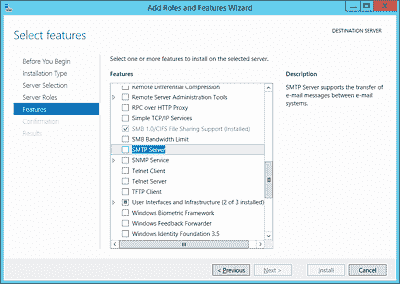 Add Roles and Features Wizard
Select features
DESTINATION SERVER
Before You Begin
Installation Type
Server Selection
Server Roles
Features
Confirmation
Results
Select one or more features to install on the selected server.
Features
Remote Differential Compression
Remote Server Administration Tools
RPC over HTTP Proxy
Simple TCP/IP Services
SMB 1.0/CIFS File Sharing Support (Installed)
SMB Bandwidth Limit
SMTP Server
SNMP Service
Telnet Client
Telnet Server
TFTP Client
User Interfaces and Infrastructure (2 of 3 installed)
Windows Biometric Framework
Windows Feedback Forwarder
Windows Identity Foundation 3.5
Description
SMTP Server supports the transfer
of e-mail messages between e-mail
systems.
< Previous
Next >
Install
Cancel